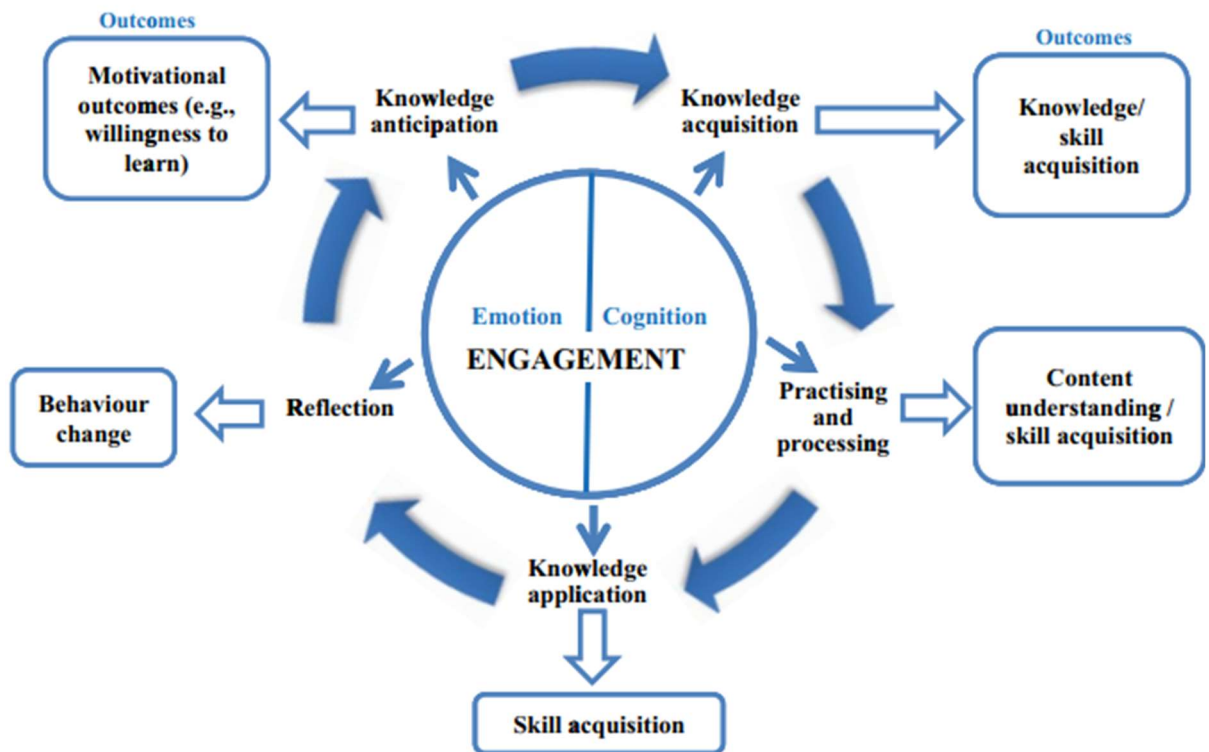 Outcomes
Motivational
outcomes (e.g.,
willingness to
learn)
Knowledge
anticipation
Knowledge
acquisition
Outcomes
Knowledge/
skill
acquisition
Emotion
Cognition
ENGAGEMENT
Behaviour
change
Reflection
Practising
and
processing
Content
understanding /
skill acquisition
Knowledge
application
Skill acquisition